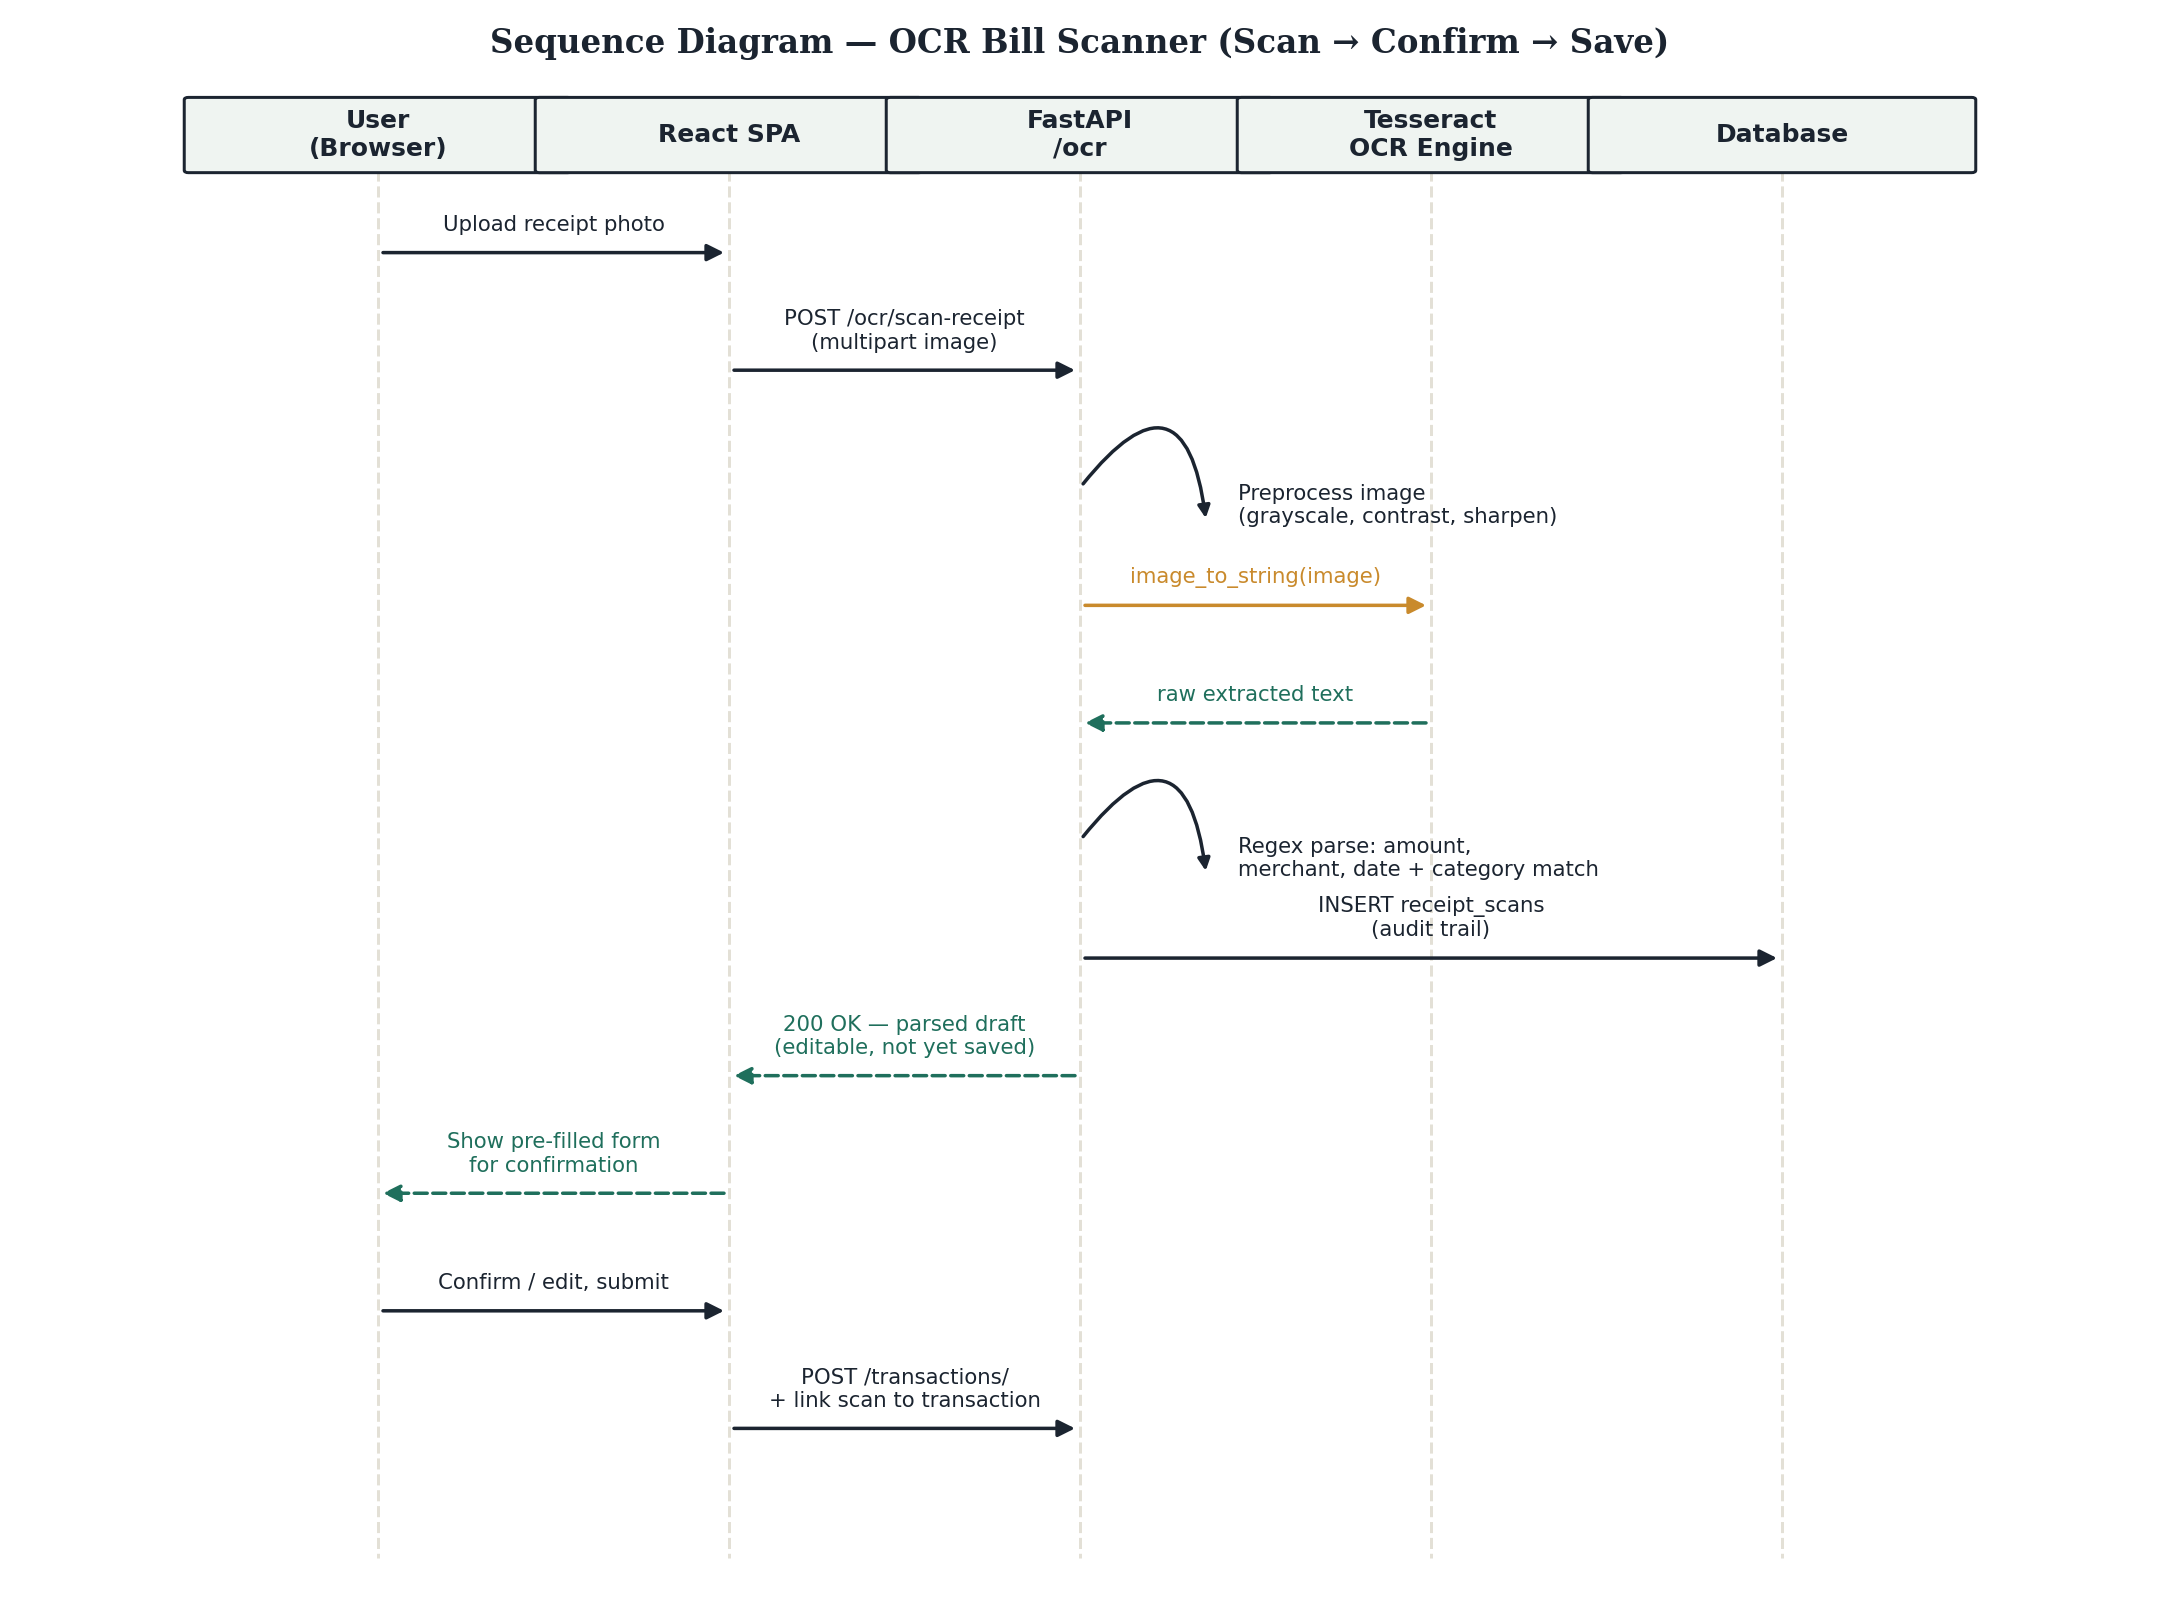 Sequence Diagram — OCR Bill Scanner (Scan → Confirm → Save)
User
(Browser)
React SPA
FastAPI
/ocr
Tesseract
OCR Engine
Database
Upload receipt photo
POST /ocr/scan-receipt
(multipart image)
Preprocess image
(grayscale, contrast, sharpen)
image_to_string(image)
raw extracted text
Regex parse: amount,
merchant, date + category match
INSERT receipt_scans
(audit trail)
200 OK — parsed draft
(editable, not yet saved)
Show pre-filled form
for confirmation
Confirm / edit, submit
POST /transactions/
+ link scan to transaction